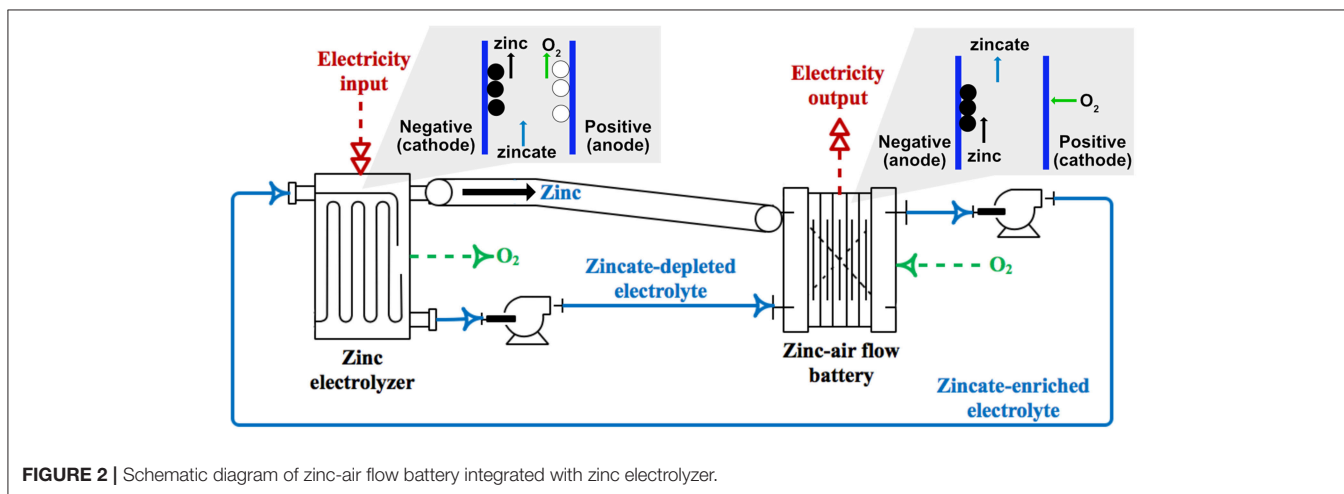 zinc
O2
Electricity
input
Negative
(cathode)
Positive
(anode)
zincate
zincate
Electricity
output
O2
Negative
(anode)
Positive
(cathode)
zinc
Zinc
O2
Zincate-depleted
electrolyte
O2
Zinc
electrolyzer
Zinc-air flow
battery
Zincate-enriched
electrolyte
FIGURE 2 | Schematic diagram of zinc-air flow battery integrated with zinc electrolyzer.